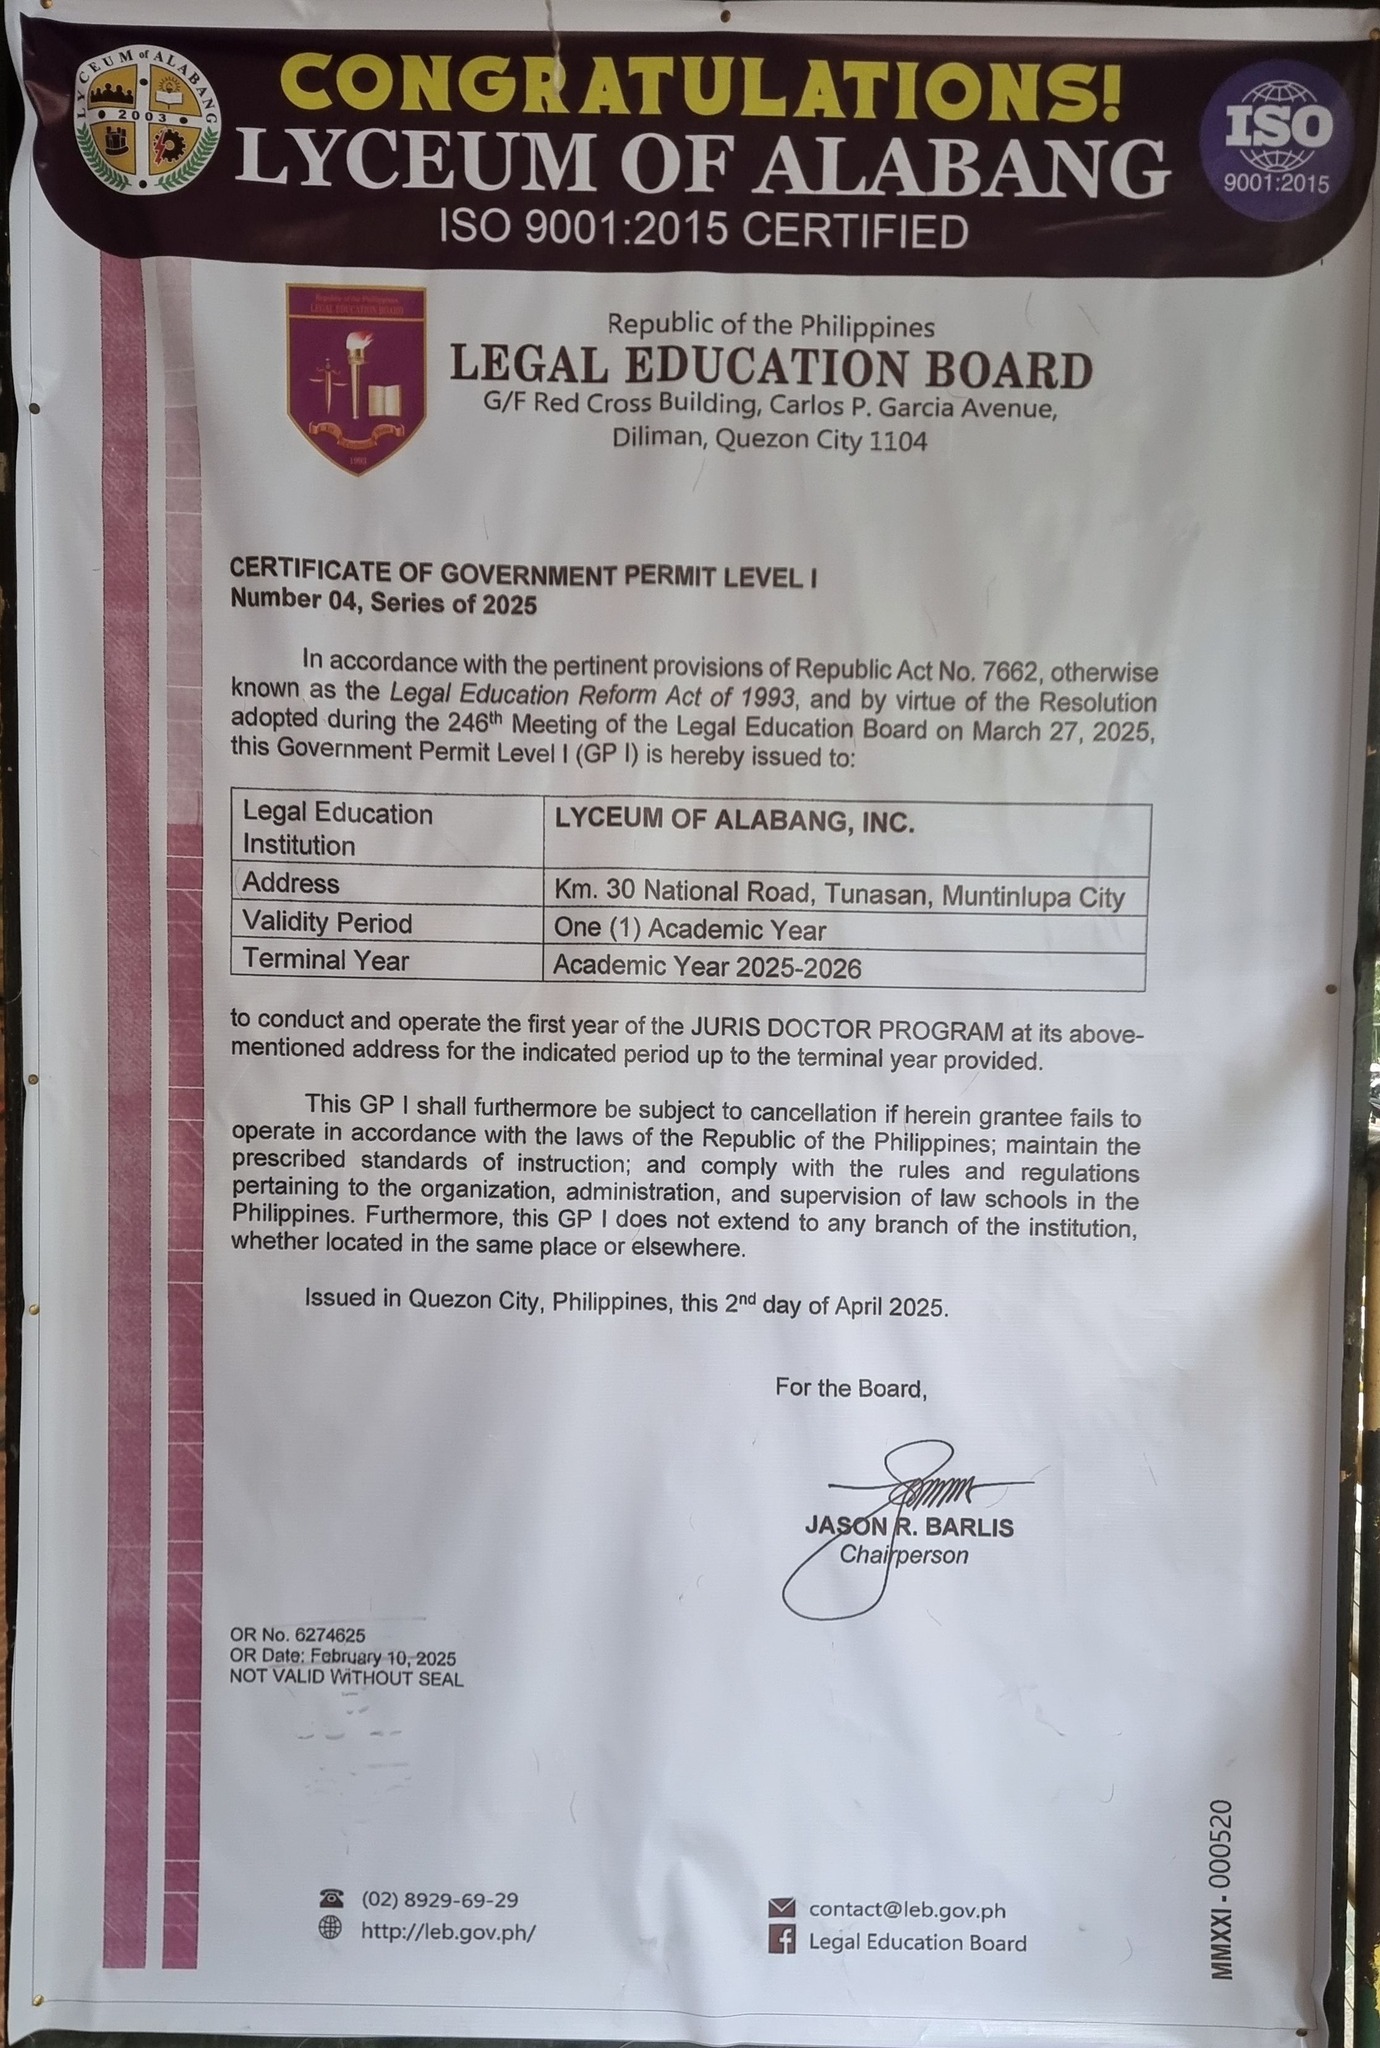 CONGRATULATIONS!
LYCEUM OF ALABANG
ISO 9001:2015 CERTIFIED
LYCEUM of ALABANG
2003
ISO
9001:2015
Republic of the Philippines
LEGAL EDUCATION BOARD
1993
Republic of the Philippines
LEGAL EDUCATION BOARD
G/F Red Cross Building, Carlos P. Garcia Avenue,
Diliman, Quezon City 1104
CERTIFICATE OF GOVERNMENT PERMIT LEVEL I
Number 04, Series of 2025
In accordance with the pertinent provisions of Republic Act No. 7662, otherwise
known as the Legal Education Reform Act of 1993, and by virtue of the Resolution
adopted during the 246th Meeting of the Legal Education Board on March 27, 2025,
this Government Permit Level I (GP I) is hereby issued to:
Legal Education
Institution
LYCEUM OF ALABANG, INC.
Address
Km. 30 National Road, Tunasan, Muntinlupa City
Validity Period
One (1) Academic Year
Terminal Year
Academic Year 2025-2026
to conduct and operate the first year of the JURIS DOCTOR PROGRAM at its above-
mentioned address for the indicated period up to the terminal year provided.
This GP I shall furthermore be subject to cancellation if herein grantee fails to
operate in accordance with the laws of the Republic of the Philippines; maintain the
prescribed standards of instruction; and comply with the rules and regulations
pertaining to the organization, administration, and supervision of law schools in the
Philippines. Furthermore, this GP I does not extend to any branch of the institution,
whether located in the same place or elsewhere.
Issued in Quezon City, Philippines, this 2nd day of April 2025.
For the Board,
JASON R. BARLIS
Chairperson
OR No. 6274625
OR Date: February 10, 2025
NOT VALID WITHOUT SEAL
(02) 8929-69-29
http://leb.gov.ph/
contact@leb.gov.ph
Legal Education Board
MMXXI - 000520